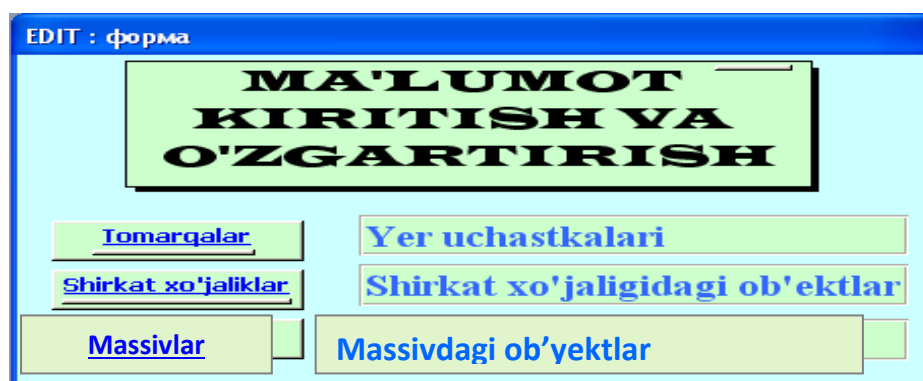 EDIT : форма
MA'LUMOT
KIRITISH VA
O'ZGARTIRISH
Tomarqalar Yer uchastkalari
Shirkat xo'jaliklar Shirkat xo'jaligidagi ob'ektlar
Massivlar Massivdagi ob’yektlar